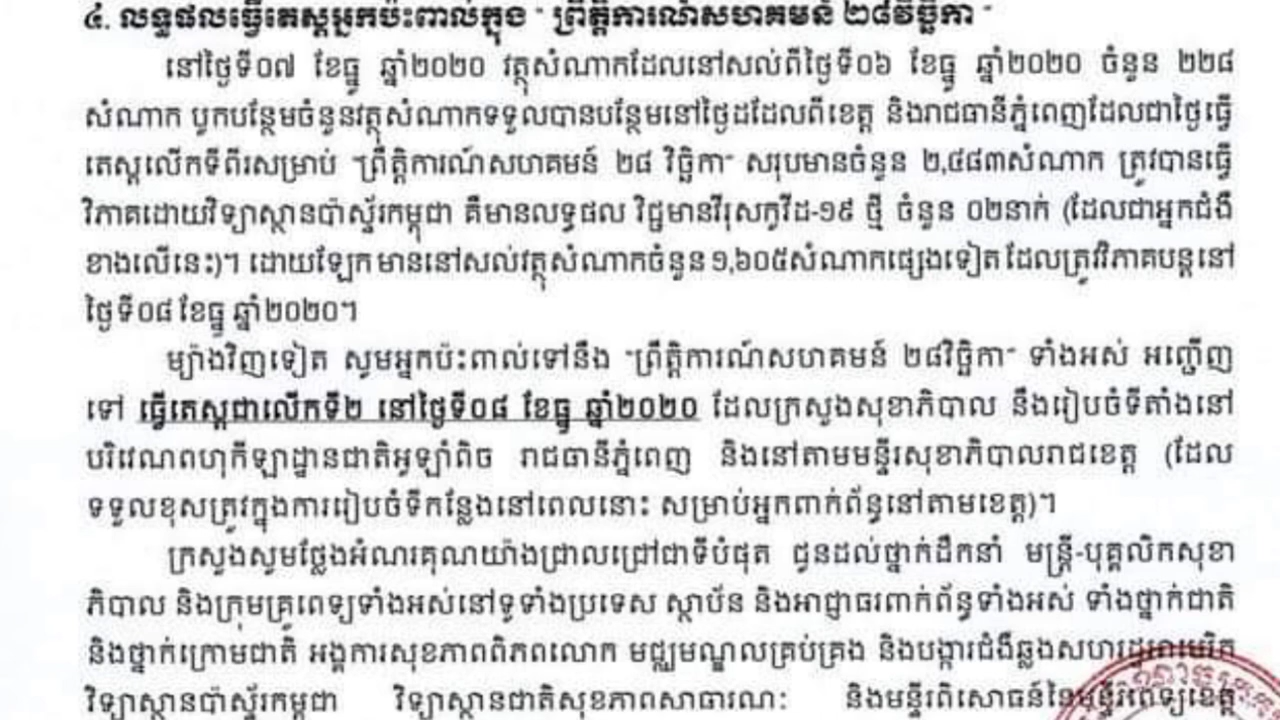 ៤. លទ្ធផលធ្វើតេស្តអ្នកប៉ះពាល់ក្នុង " ព្រឹត្តិការណ៍សហគមន៍ ២៨វិច្ឆិកា "
នៅថ្ងៃទី០៧ ខែធ្នូ ឆ្នាំ២០២០ វត្ថុសំណាកដែលនៅសល់ពីថ្ងៃទី០៦ ខែធ្នូ ឆ្នាំ២០២០ ចំនួន ២២៨
សំណាក បូកបន្ថែមចំនួនវត្ថុសំណាកទទួលបានបន្ថែមនៅថ្ងៃដដែលពីខេត្ត និងរាជធានីភ្នំពេញដែលជាថ្ងៃធ្វើ
តេស្តលើកទីពីរសម្រាប់ "ព្រឹត្តិការណ៍សហគមន៍ ២៨ វិច្ឆិកា" សរុបមានចំនួន ២,៤៨៣សំណាក ត្រូវបានធ្វើ
វិភាគដោយវិទ្យាស្ថានប៉ាស្ទ័រកម្ពុជា គឺមានលទ្ធផល វិជ្ជមានវីរុសកូវីដ-១៩ ថ្មី ចំនួន ០២នាក់ (ដែលជាអ្នកជំងឺ
ខាងលើនេះ)។ ដោយឡែកមាននៅសល់វត្ថុសំណាកចំនួន ១,៦០៥សំណាកផ្សេងទៀត ដែលត្រូវវិភាគបន្តនៅ
ថ្ងៃទី០៨ ខែធ្នូ ឆ្នាំ២០២០។
ម្យ៉ាងវិញទៀត សូមអ្នកប៉ះពាល់ទៅនឹង "ព្រឹត្តិការណ៍សហគមន៍ ២៨វិច្ឆិកា" ទាំងអស់ អញ្ជើញ
ទៅ ធ្វើតេស្តជាលើកទី២ នៅថ្ងៃទី០៨ ខែធ្នូ ឆ្នាំ២០២០ ដែលក្រសួងសុខាភិបាល នឹងរៀបចំទីតាំងនៅ
បរិវេណពហុកីឡាដ្ឋានជាតិអូឡាំពិច រាជធានីភ្នំពេញ និងនៅតាមមន្ទីរសុខាភិបាលរាជខេត្ត (ដែល
ទទួលខុសត្រូវក្នុងការរៀបចំទីកន្លែងនៅពេលនោះ សម្រាប់អ្នកពាក់ព័ន្ធនៅតាមខេត្ត)។
ក្រសួងសូមថ្លែងអំណរគុណយ៉ាងជ្រាលជ្រៅជាទីបំផុត ជូនដល់ថ្នាក់ដឹកនាំ មន្ត្រី-បុគ្គលិកសុខា
ភិបាល និងក្រុមគ្រូពេទ្យទាំងអស់នៅទូទាំងប្រទេស ស្ថាប័ន និងអាជ្ញាធរពាក់ព័ន្ធទាំងអស់ ទាំងថ្នាក់ជាតិ
និងថ្នាក់ក្រោមជាតិ អង្គការសុខភាពពិភពលោក មជ្ឈមណ្ឌលគ្រប់គ្រង និងបង្ការជំងឺឆ្លងសហរដ្ឋអាមេរិក
វិទ្យាស្ថានប៉ាស្ទ័រកម្ពុជា វិទ្យាស្ថានជាតិសុខភាពសាធារណៈ និងមន្ទីរពិសោធន៍នៃមន្ទីរពេទ្យខេត្ត